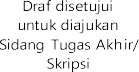 Draf disetujui
untuk diajukan
Sidang Tugas Akhir/
Skripsi